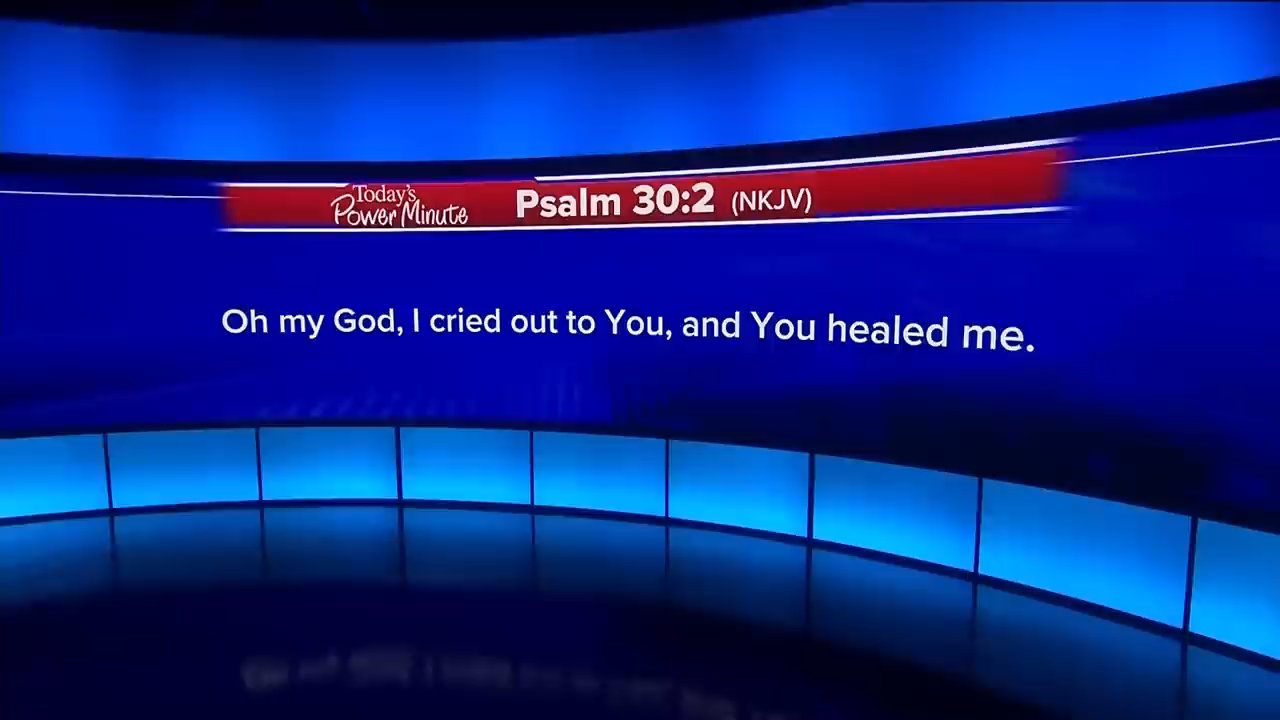 Today's
Power Minute
Psalm 30:2 (NKJV)
Oh my God, I cried out to You, and You healed me.